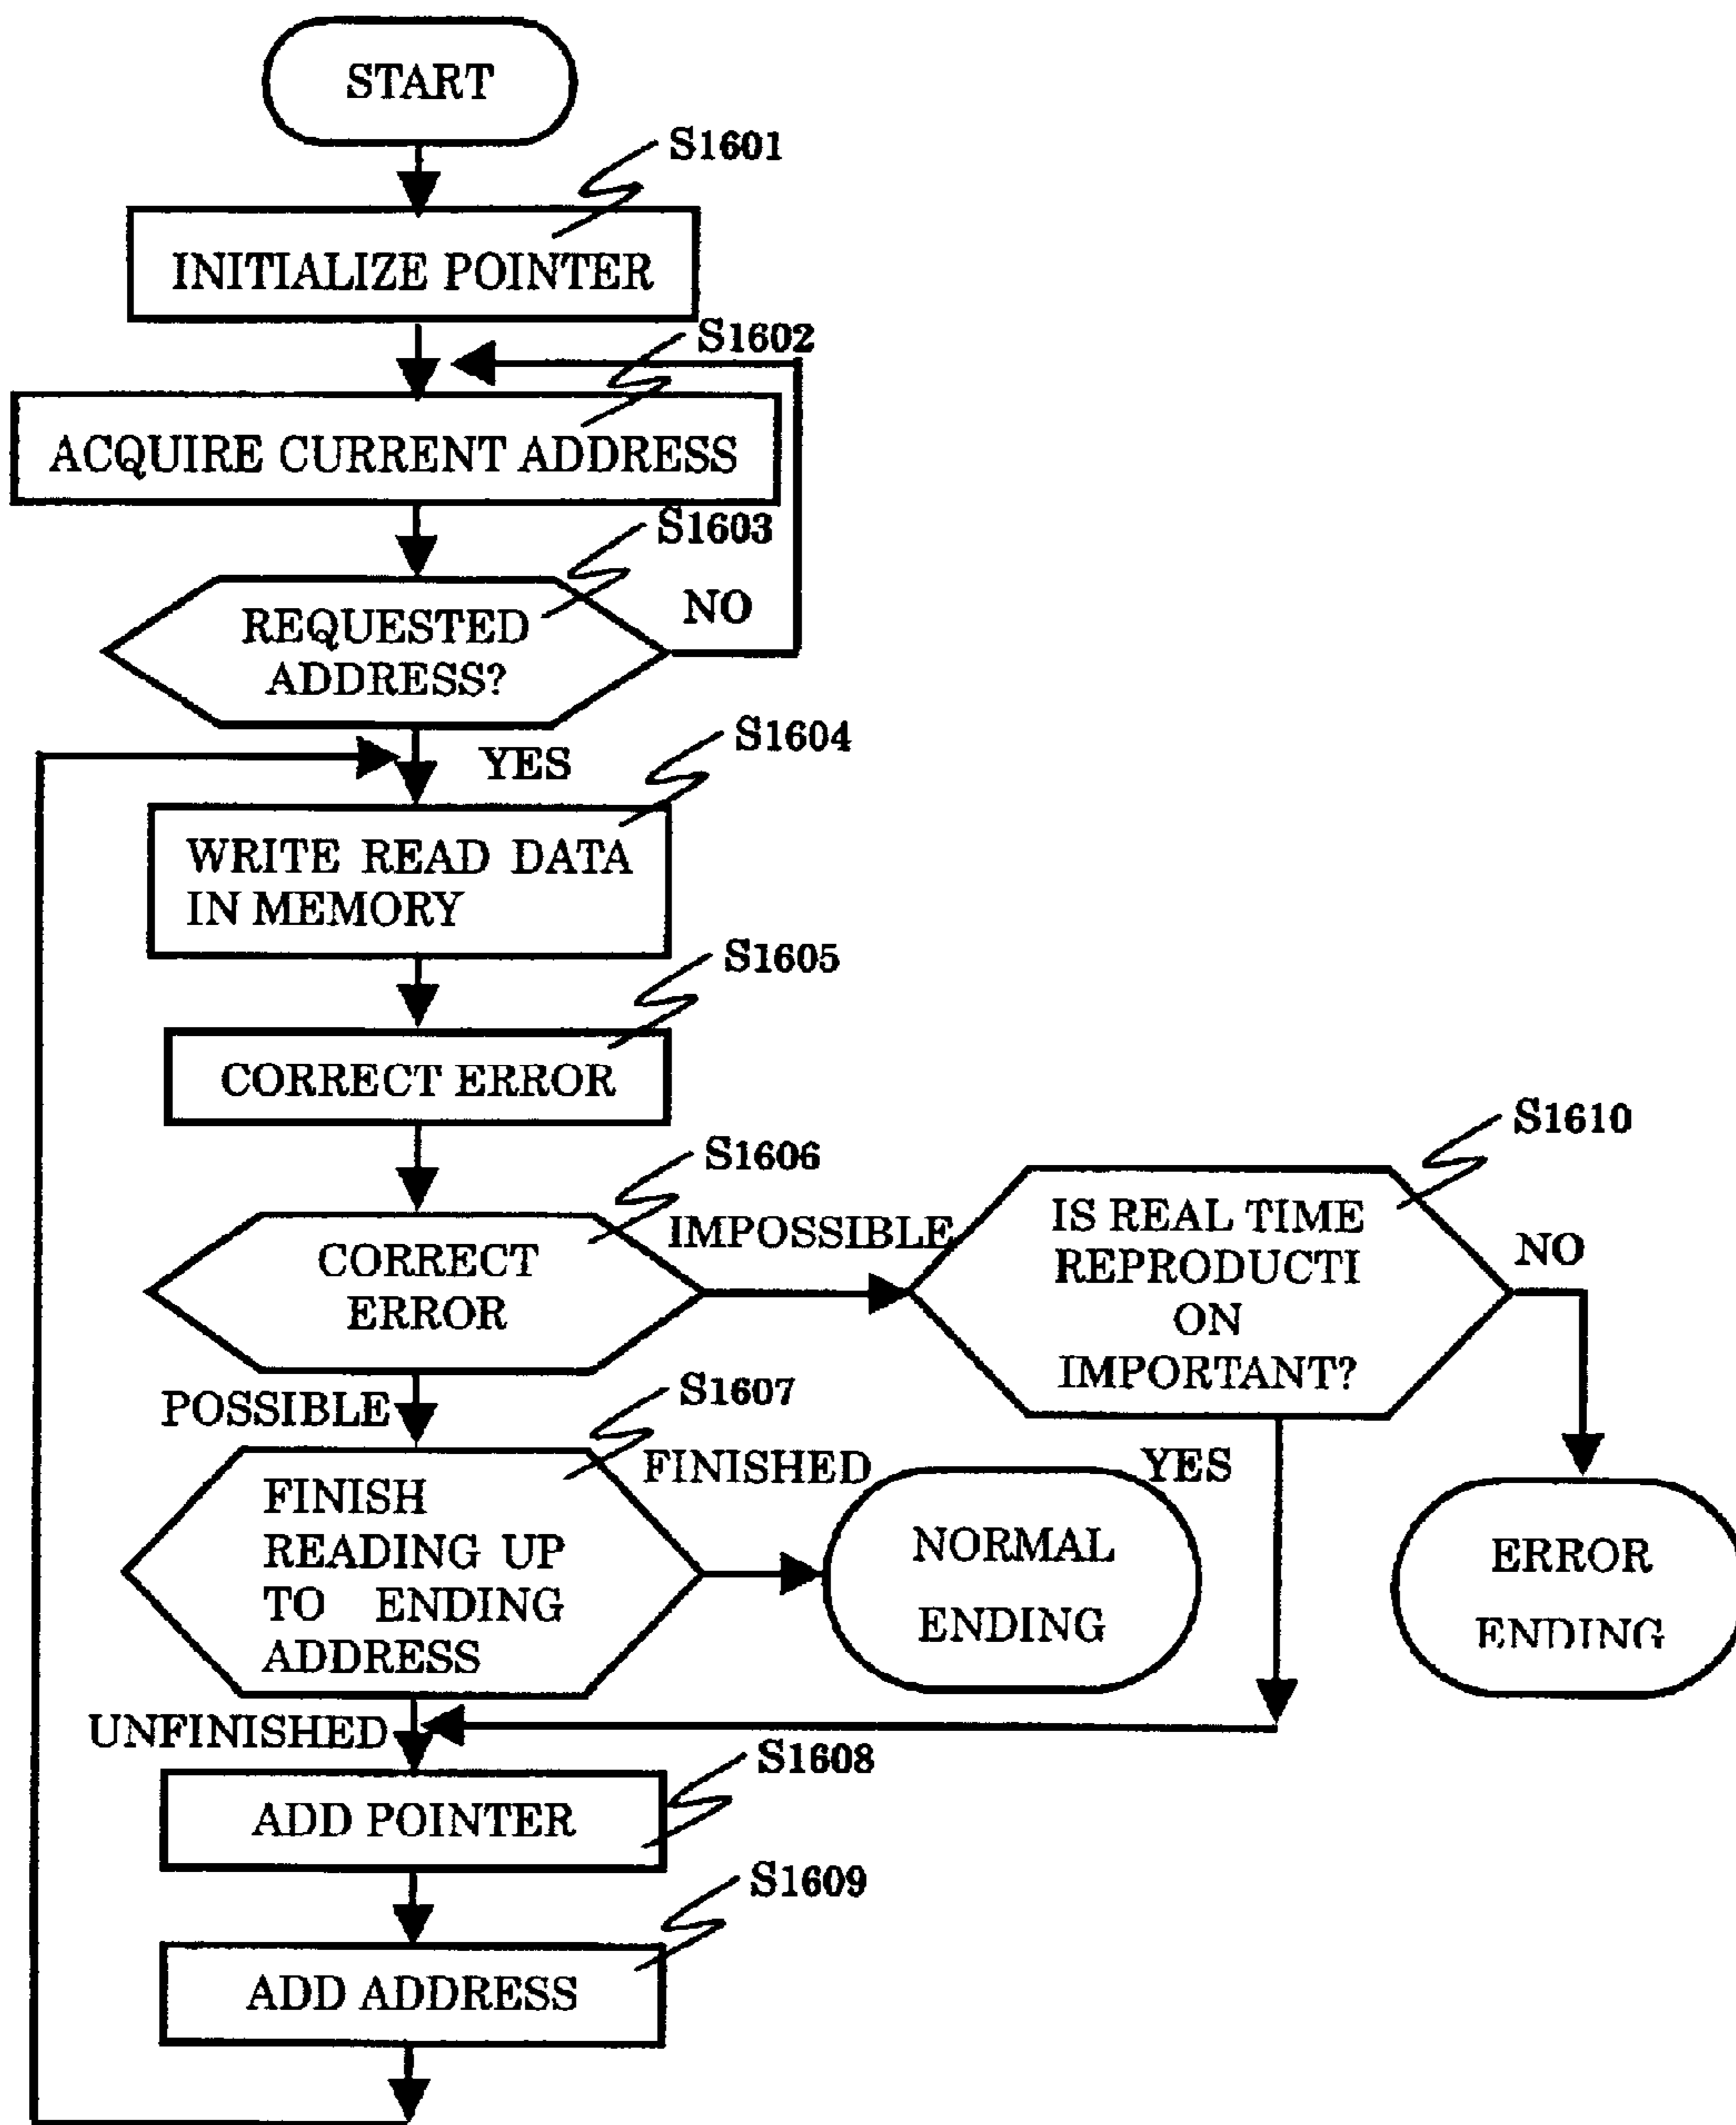 START
S1601
INITIALIZE POINTER
S1602
ACQUIRE CURRENT ADDRESS
S1603
REQUESTED
ADDRESS?
NO
YES
S1604
WRITE READ DATA
IN MEMORY
S1605
CORRECT ERROR
S1606
CORRECT
ERROR
IMPOSSIBLE
S1610
IS REAL TIME
REPRODUCTI
ON
IMPORTANT?
NO
POSSIBLE
S1607
FINISH
READING UP
TO ENDING
ADDRESS
FINISHED
NORMAL
ENDING
YES
ERROR
ENDING
UNFINISHED
S1608
ADD POINTER
S1609
ADD ADDRESS